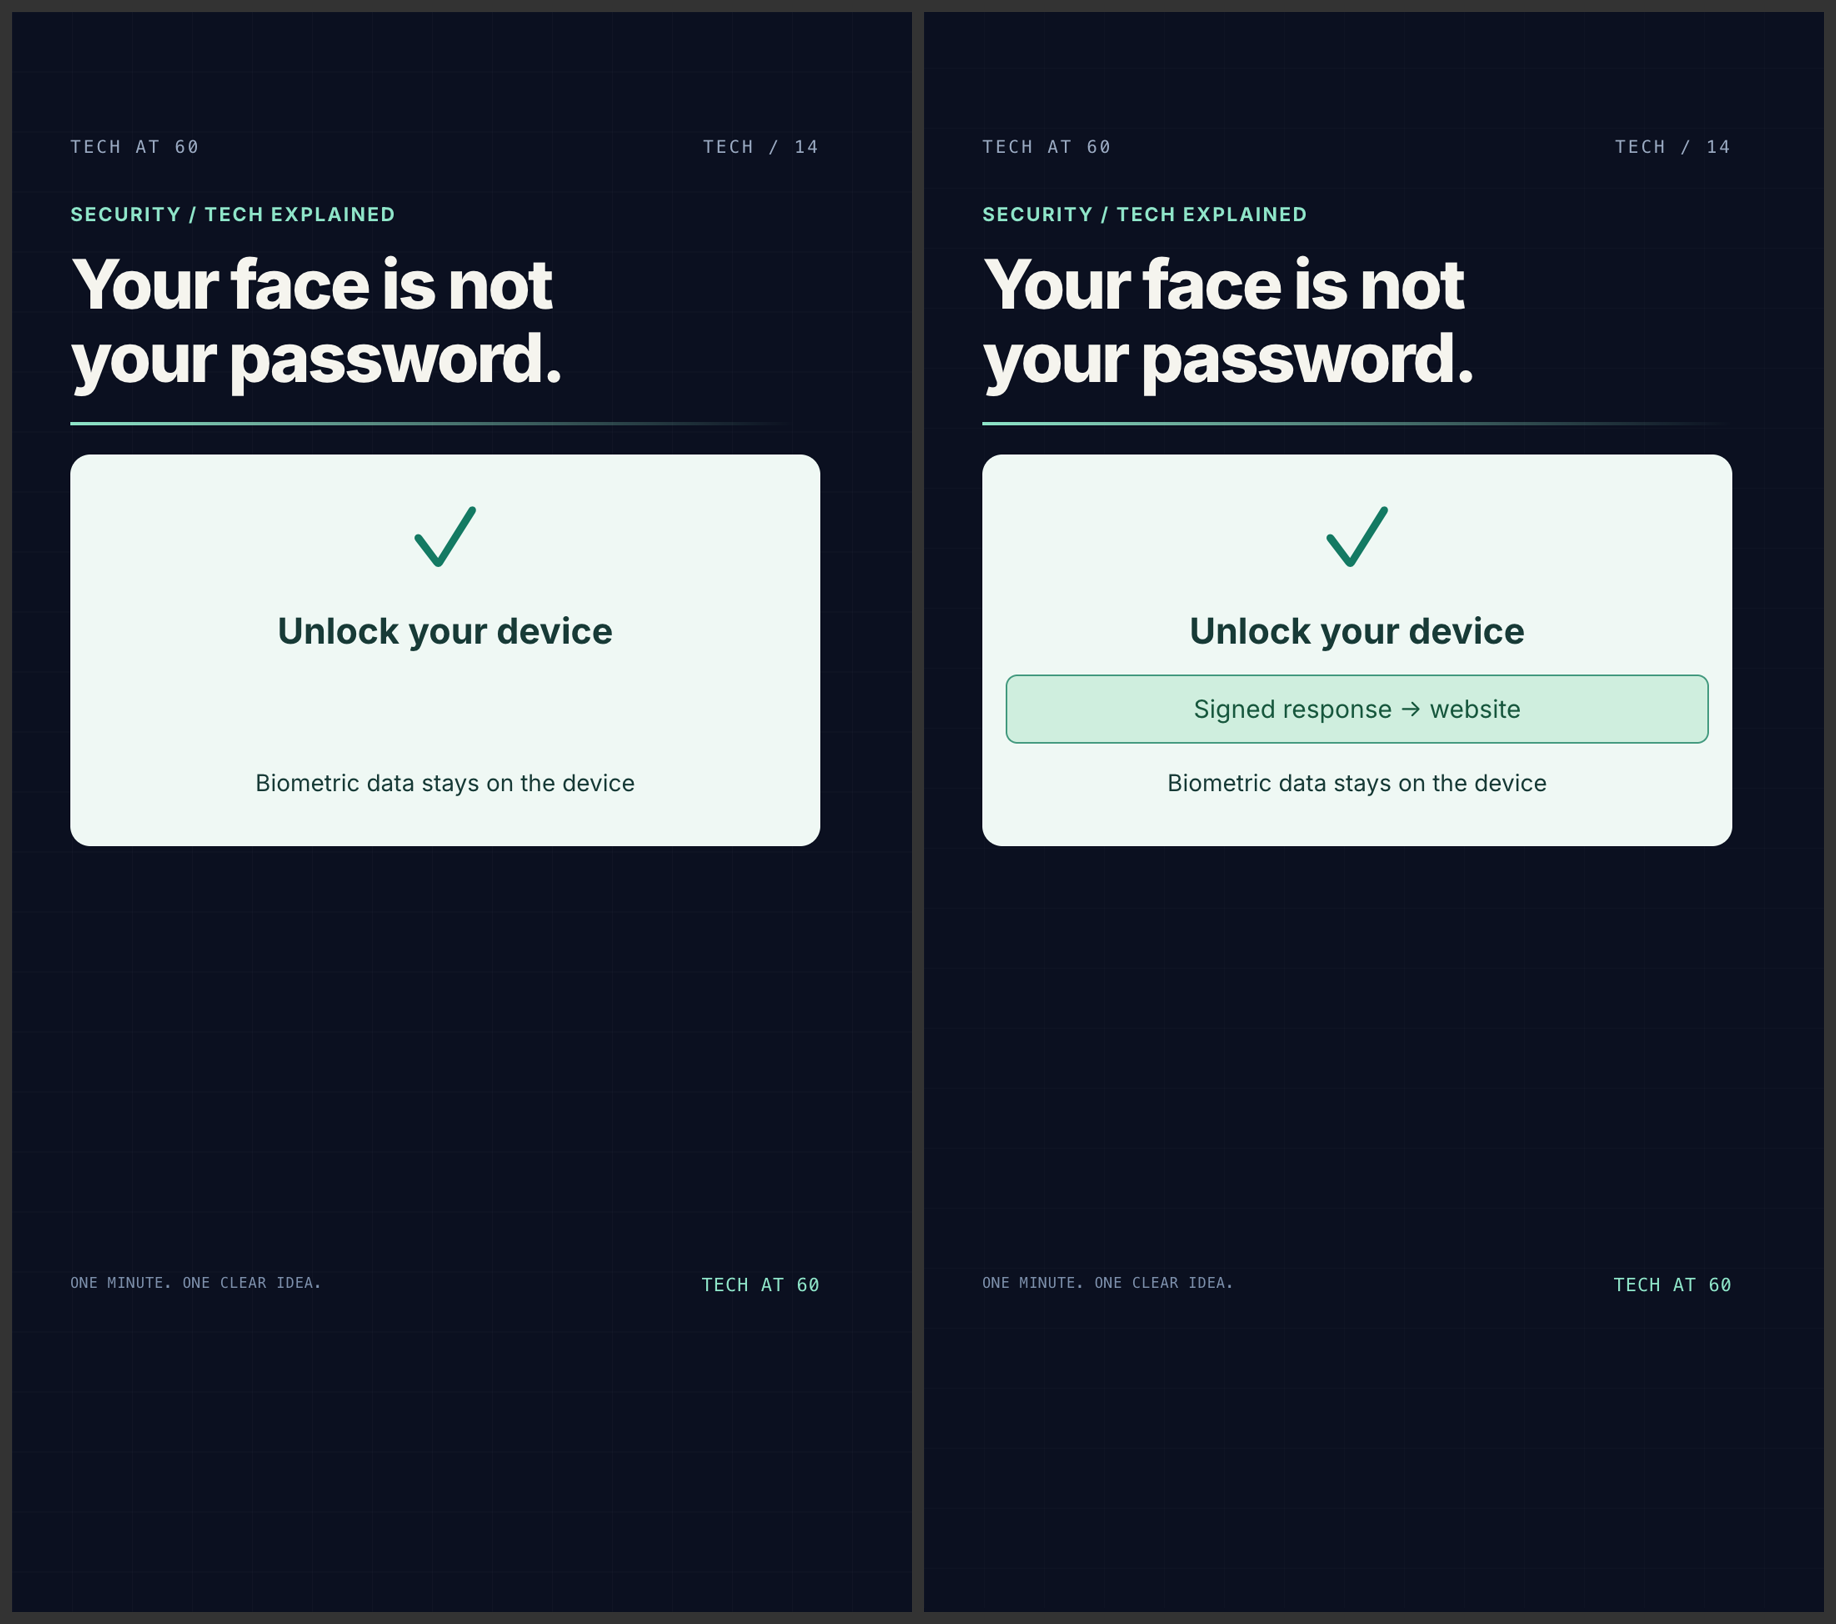 TECH AT 60
TECH / 14
SECURITY / TECH EXPLAINED
Your face is not
your password.
Unlock your device
Biometric data stays on the device
ONE MINUTE. ONE CLEAR IDEA.
TECH AT 60
TECH AT 60
TECH / 14
SECURITY / TECH EXPLAINED
Your face is not
your password.
Unlock your device
Signed response → website
Biometric data stays on the device
ONE MINUTE. ONE CLEAR IDEA.
TECH AT 60